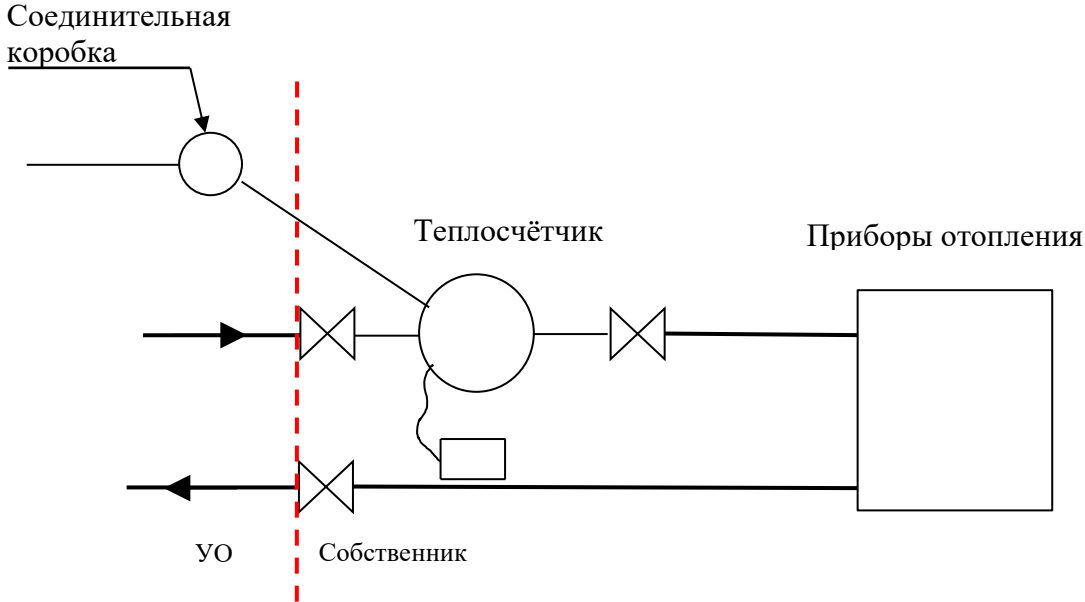 Соединительная
коробка
Теплосчётчик
Приборы отопления
УО
Собственник